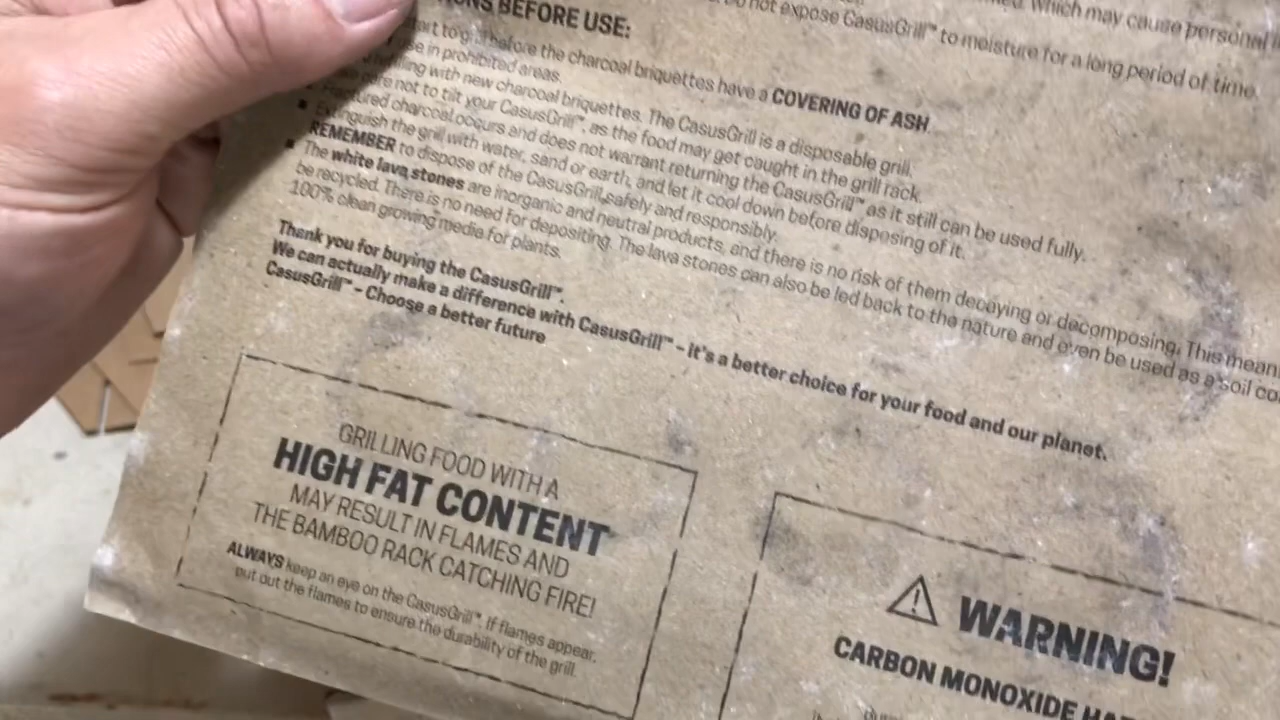 which may cause personal
not expose CasusGrill™ to moisture for a long period of time.
BEFORE USE:
to grill before the charcoal briquettes have a COVERING OF ASH.
in prohibited areas.
with new charcoal briquettes. The CasusGrill is a disposable grill.
care not to tilt your CasusGrill™, as the food may get caught in the grill rack.
charcoal occurs and does not warrant returning the CasusGrill™ as it still can be used fully.
the grill with water, sand or earth, and let it cool down before disposing of it.
REMEMBER to dispose of the CasusGrill safely and responsibly.
■ The white lava stones are inorganic and neutral products, and there is no risk of them decaying or decomposing. This
be recycled. There is no need for depositing. The lava stones can also be led back to the nature and even be used as a soil
100% clean growing media for plants.
Thank you for buying the CasusGrill™.
We can actually make a difference with CasusGrill™ - it's a better choice for your food and our planet.
CasusGrill™ - Choose a better future
GRILLING FOOD WITH A
HIGH FAT CONTENT
MAY RESULT IN FLAMES AND
THE BAMBOO RACK CATCHING FIRE!
ALWAYS keep an eye on the CasusGrill™. If flames appear,
put out the flames to ensure the durability of the grill.
WARNING!
CARBON MONOXIDE